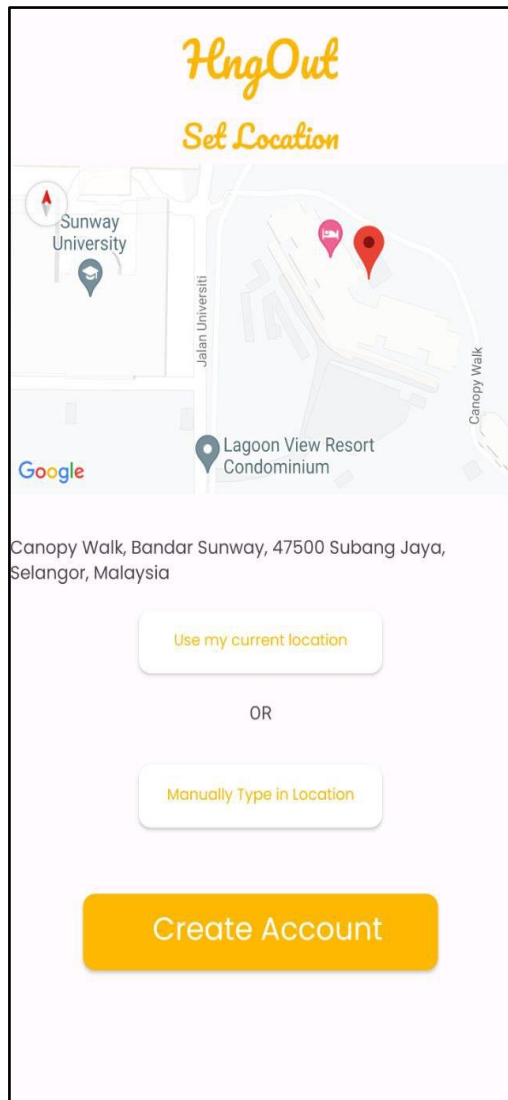 HngOut
Set Location
Sunway
University
Jalan Universiti
Canopy Walk
Lagoon View Resort
Condominium
Google
Canopy Walk, Bandar Sunway, 47500 Subang Jaya,
Selangor, Malaysia
Use my current location
OR
Manually Type in Location
Create Account